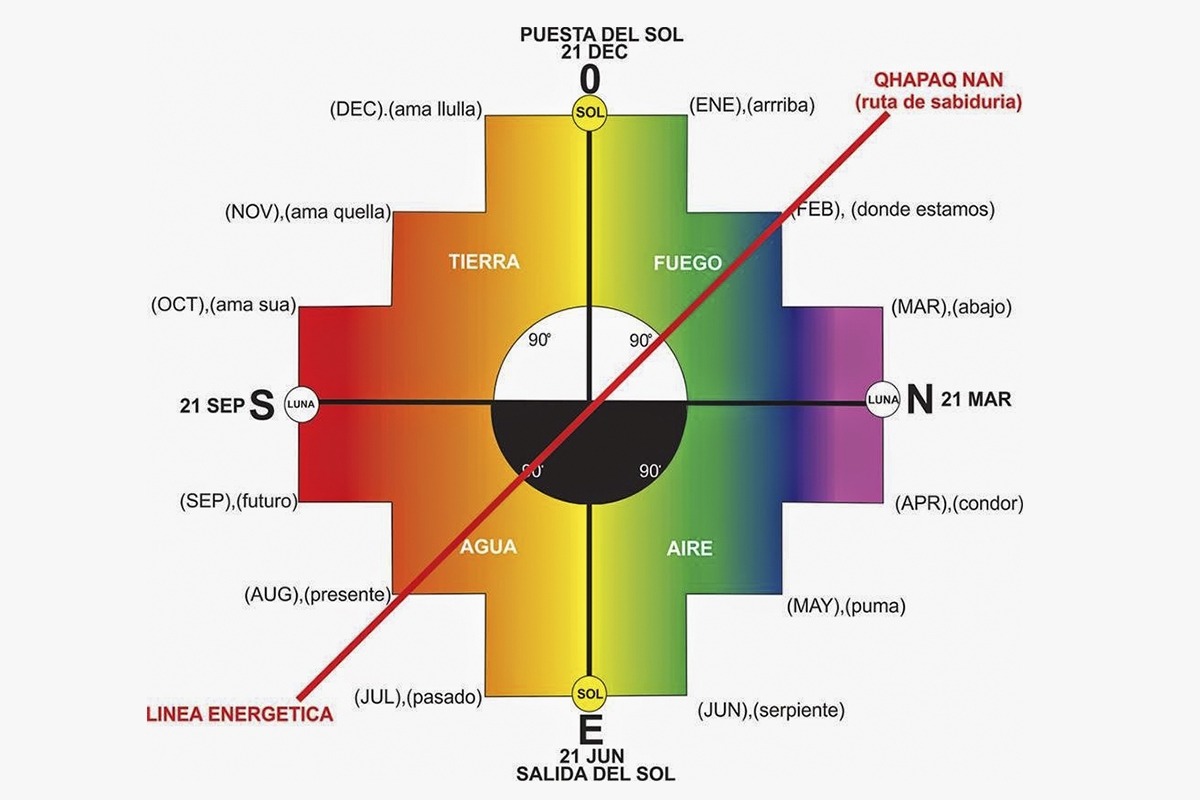 PUESTA DEL SOL
21 DEC
O
SOL
QHAPAQ NAN
(ruta de sabiduria)
(DEC).(ama llulla)
(ENE),(arrriba)
(NOV),(ama quella)
(FEB), (donde estamos)
TIERRA
FUEGO
(OCT),(ama sua)
(MAR),(abajo)
90°
90°
21 SEP S
LUNA
LUNA
N 21 MAR
90°
90°
(SEP),(futuro)
(APR),(condor)
AGUA
AIRE
(AUG),(presente)
(MAY),(puma)
(JUL),(pasado)
SOL
(JUN),(serpiente)
LINEA ENERGETICA
E
21 JUN
SALIDA DEL SOL